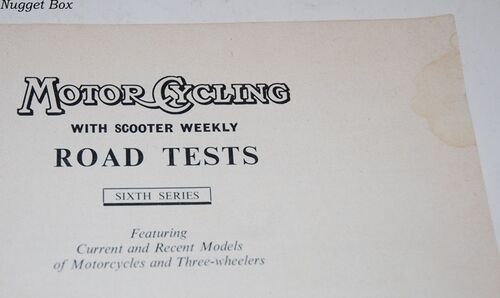 Nugget Box
MOTOR CYCLING
WITH SCOOTER WEEKLY
ROAD TESTS
SIXTH SERIES
Featuring
Current and Recent Models
of Motorcycles and Three-wheelers